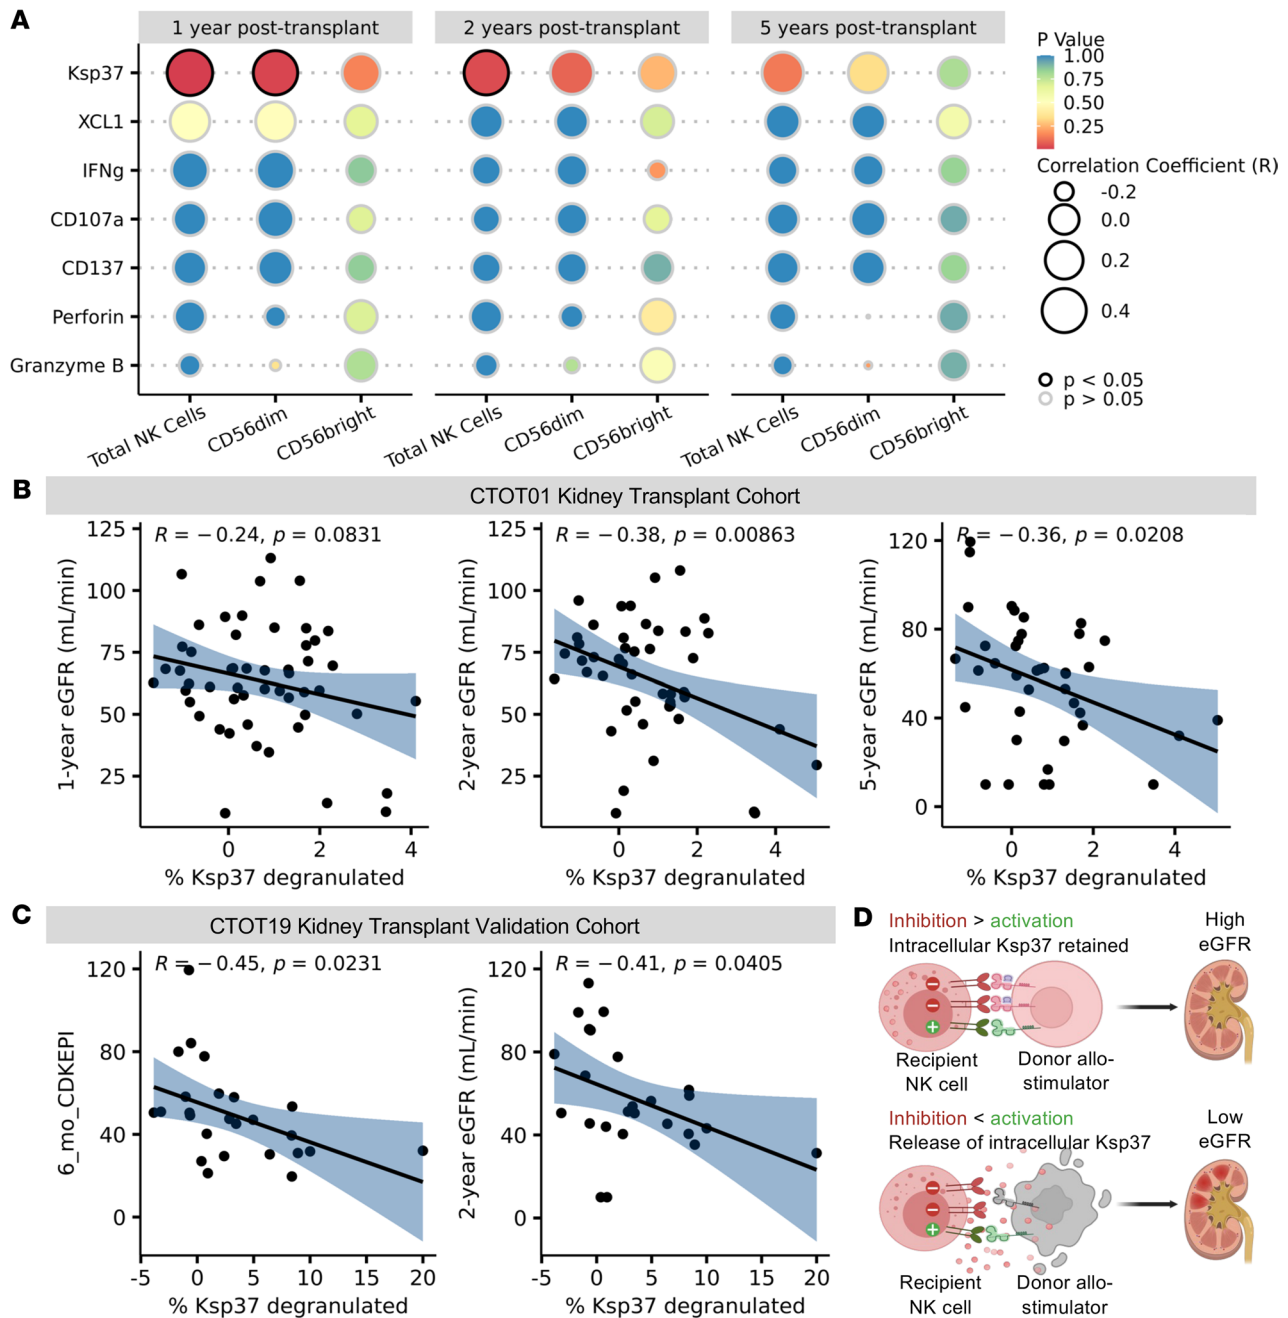 A
1 year post-transplant
2 years post-transplant
5 years post-transplant
Ksp37
XCL1
IFNg
CD107a
CD137
Perforin
Granzyme B
Total NK Cells
CD56dim
CD56bright
Total NK Cells
CD56dim
CD56bright
Total NK Cells
CD56dim
CD56bright
P Value
1.00
0.75
0.50
0.25
Correlation Coefficient (R)
-0.2
0.0
0.2
0.4
p < 0.05
p > 0.05
B
CTOT01 Kidney Transplant Cohort
R = −0.24, p = 0.0831
125
100
75
50
25
1-year eGFR (mL/min)
0 2 4
% Ksp37 degranulated
R = −0.38, p = 0.00863
125
100
75
50
25
2-year eGFR (mL/min)
0 2 4
% Ksp37 degranulated
R = −0.36, p = 0.0208
120
80
40
0
5-year eGFR (mL/min)
0 2 4
% Ksp37 degranulated
C
CTOT19 Kidney Transplant Validation Cohort
R = −0.45, p = 0.0231
120
80
40
0
6_mo_CDKEPI
-5 0 5 10 15 20
% Ksp37 degranulated
R = −0.41, p = 0.0405
120
80
40
0
2-year eGFR (mL/min)
-5 0 5 10 15 20
% Ksp37 degranulated
D
Inhibition > activation
Intracellular Ksp37 retained
High
eGFR
Recipient
NK cell
Donor allo-
stimulator
Inhibition < activation
Release of intracellular Ksp37
Low
eGFR
Recipient
NK cell
Donor allo-
stimulator